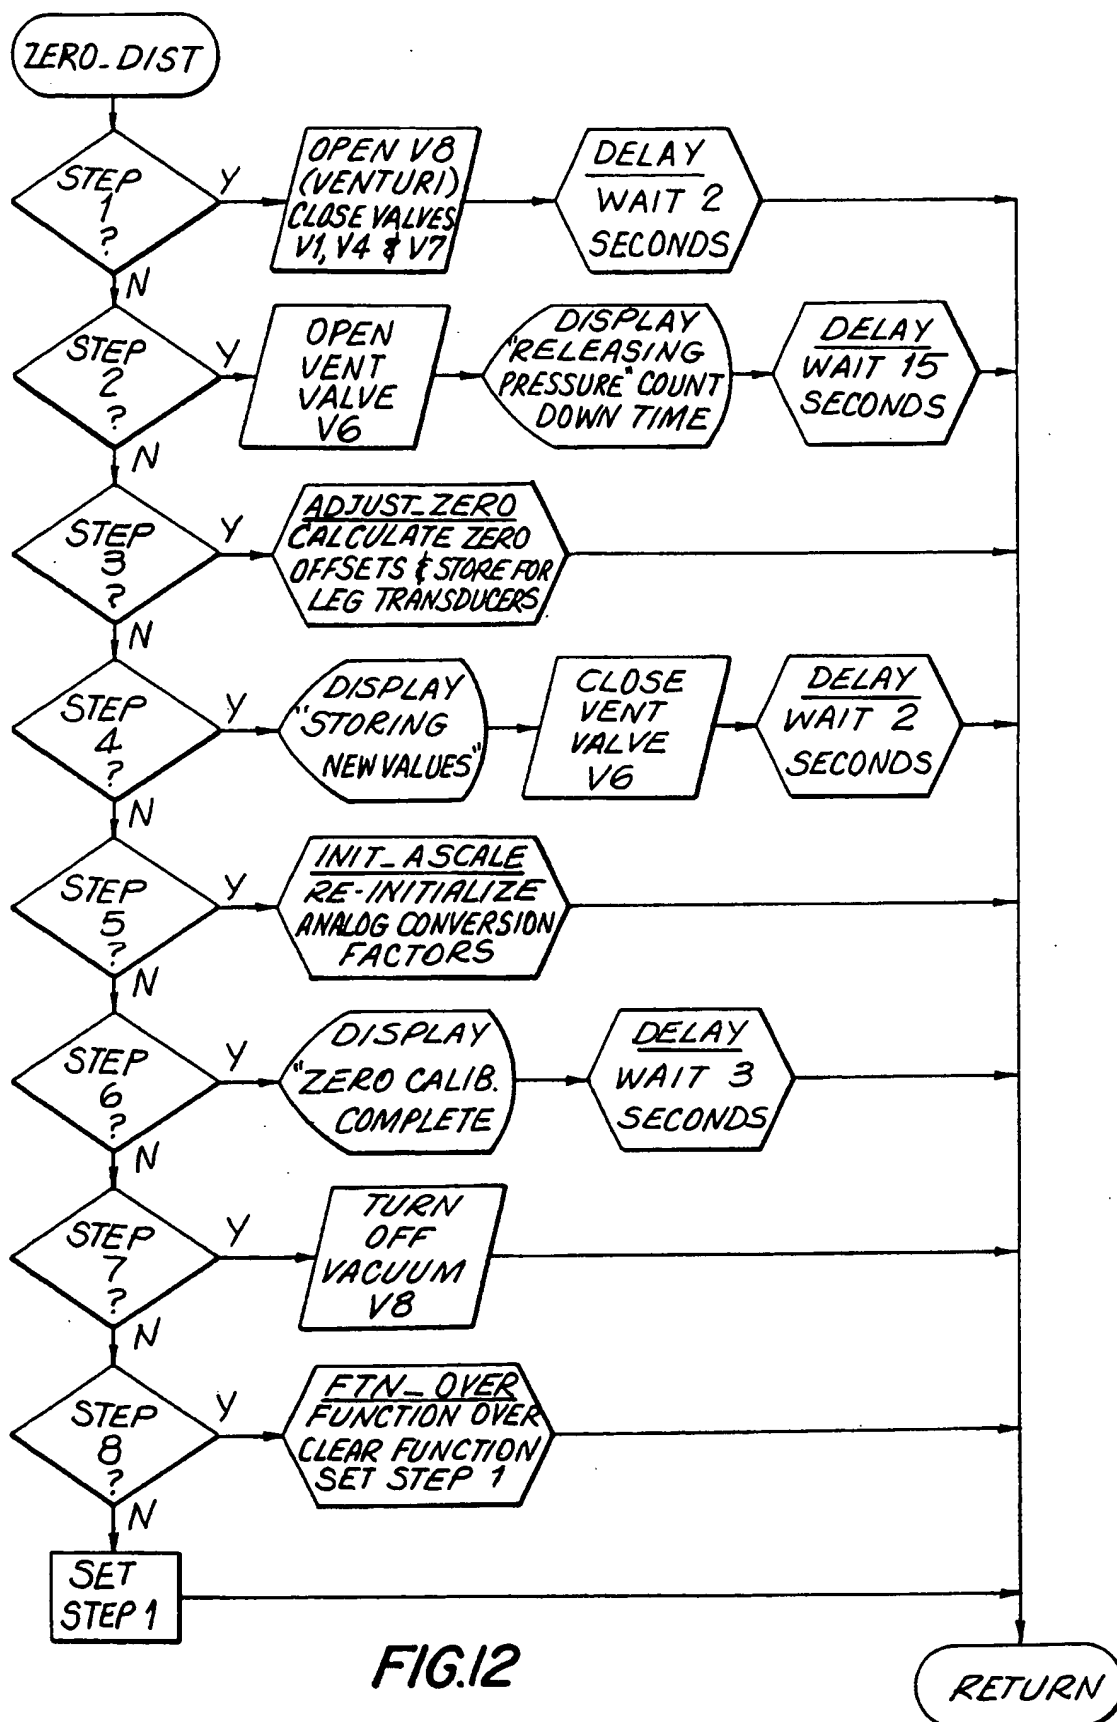 ZERO_DIST
STEP
1
?
Y
OPEN V8
(VENTURI)
CLOSE VALVES
V1, V4 & V7
DELAY
WAIT 2
SECONDS
N
STEP
2
?
Y
OPEN
VENT
VALVE
V6
DISPLAY
"RELEASING
PRESSURE" COUNT
DOWN TIME
DELAY
WAIT 15
SECONDS
N
STEP
3
?
Y
ADJUST_ZERO
CALCULATE ZERO
OFFSETS & STORE FOR
LEG TRANSDUCERS
N
STEP
4
?
Y
DISPLAY
"STORING
NEW VALUES"
CLOSE
VENT
VALVE
V6
DELAY
WAIT 2
SECONDS
N
STEP
5
?
Y
INIT_ASCALE
RE-INITIALIZE
ANALOG CONVERSION
FACTORS
N
STEP
6
?
Y
DISPLAY
"ZERO CALIB.
COMPLETE
DELAY
WAIT 3
SECONDS
N
STEP
7
?
Y
TURN
OFF
VACUUM
V8
N
STEP
8
?
Y
FTN_OVER
FUNCTION OVER
CLEAR FUNCTION
SET STEP 1
N
SET
STEP 1
FIG.12
RETURN